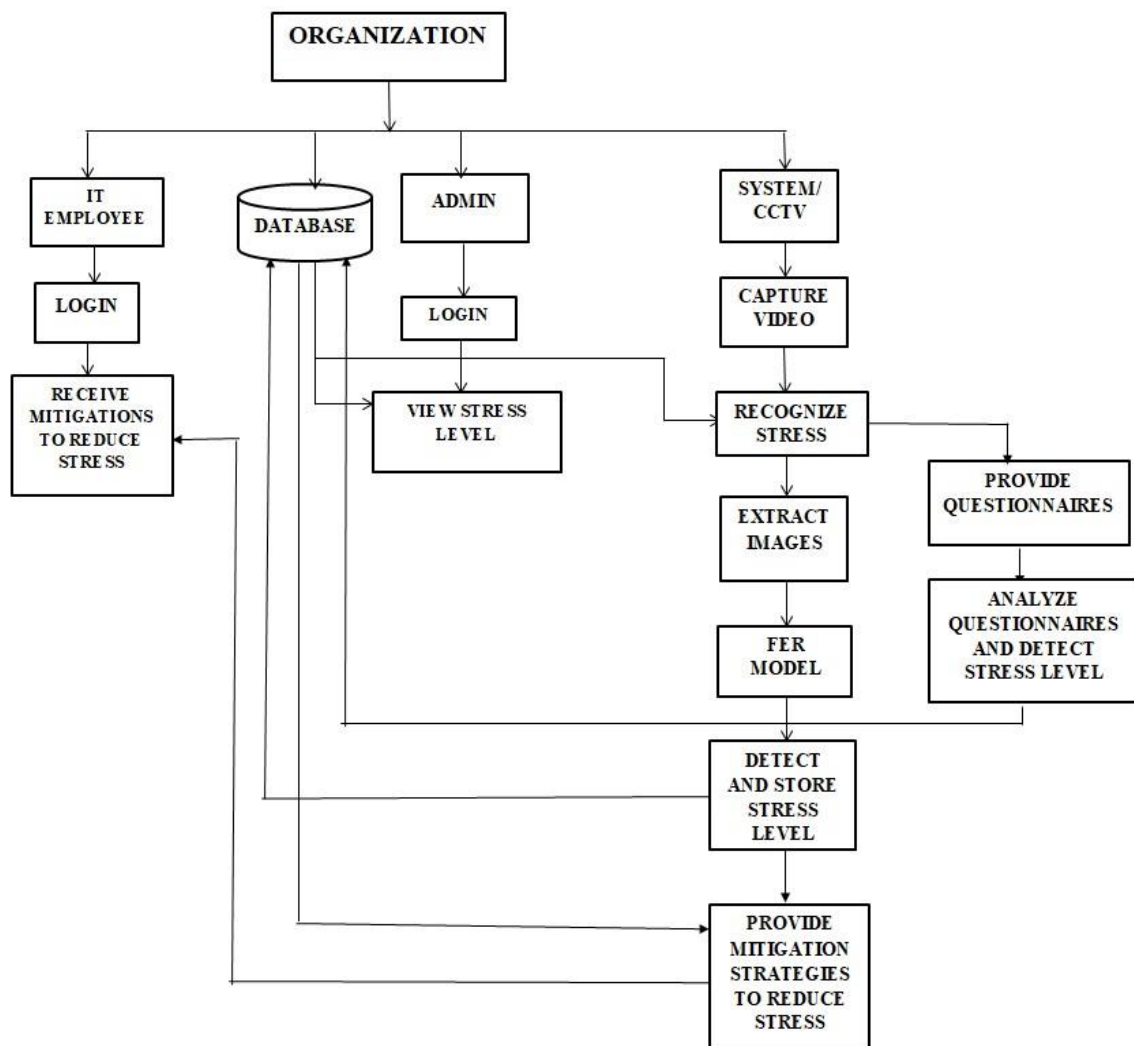 ORGANIZATION
IT
EMPLOYEE
DATABASE
ADMIN
SYSTEM/
CCTV
LOGIN
LOGIN
CAPTURE
VIDEO
RECEIVE
MITIGATIONS
TO REDUCE
STRESS
VIEW STRESS
LEVEL
RECOGNIZE
STRESS
PROVIDE
QUESTIONNAIRES
EXTRACT
IMAGES
ANALYZE
QUESTIONNAIRES
AND DETECT
STRESS LEVEL
FER
MODEL
DETECT
AND STORE
STRESS
LEVEL
PROVIDE
MITIGATION
STRATEGIES
TO REDUCE
STRESS